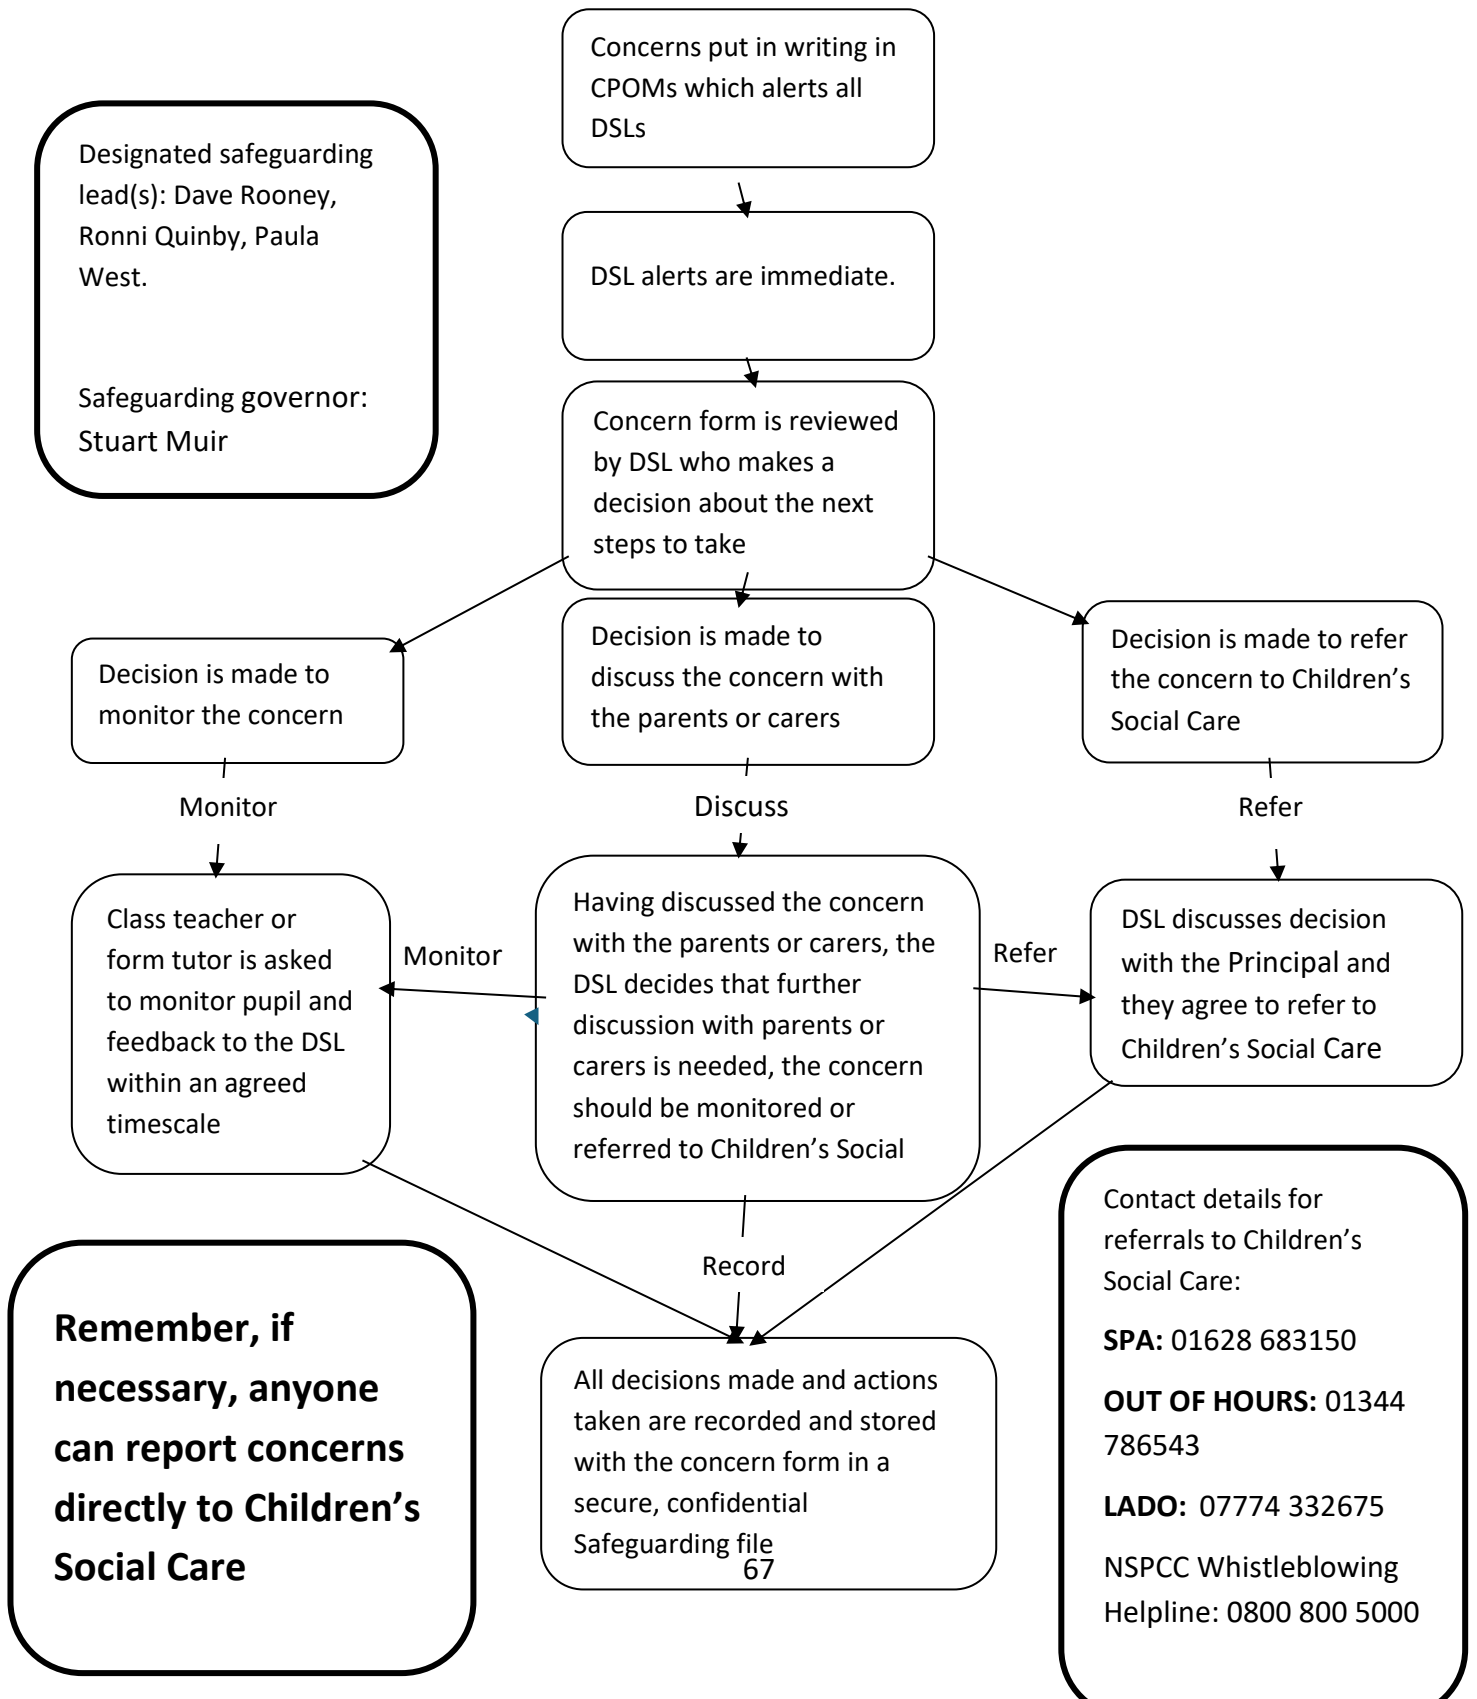 Concerns put in writing in
CPOMs which alerts all
DSLs
Designated safeguarding
lead(s): Dave Rooney,
Ronni Quinby, Paula
West.
Safeguarding governor:
Stuart Muir
DSL alerts are immediate.
Concern form is reviewed
by DSL who makes a
decision about the next
steps to take
Decision is made to
monitor the concern
Decision is made to
discuss the concern with
the parents or carers
Decision is made to refer
the concern to Children’s
Social Care
Monitor
Discuss
Refer
Class teacher or
form tutor is asked
to monitor pupil and
feedback to the DSL
within an agreed
timescale
Monitor
Having discussed the concern
with the parents or carers, the
DSL decides that further
discussion with parents or
carers is needed, the concern
should be monitored or
referred to Children’s Social
Refer
DSL discusses decision
with the Principal and
they agree to refer to
Children’s Social Care
Record
Remember, if
necessary, anyone
can report concerns
directly to Children’s
Social Care
All decisions made and actions
taken are recorded and stored
with the concern form in a
secure, confidential
Safeguarding file
67
Contact details for
referrals to Children’s
Social Care:
SPA: 01628 683150
OUT OF HOURS: 01344
786543
LADO: 07774 332675
NSPCC Whistleblowing
Helpline: 0800 800 5000